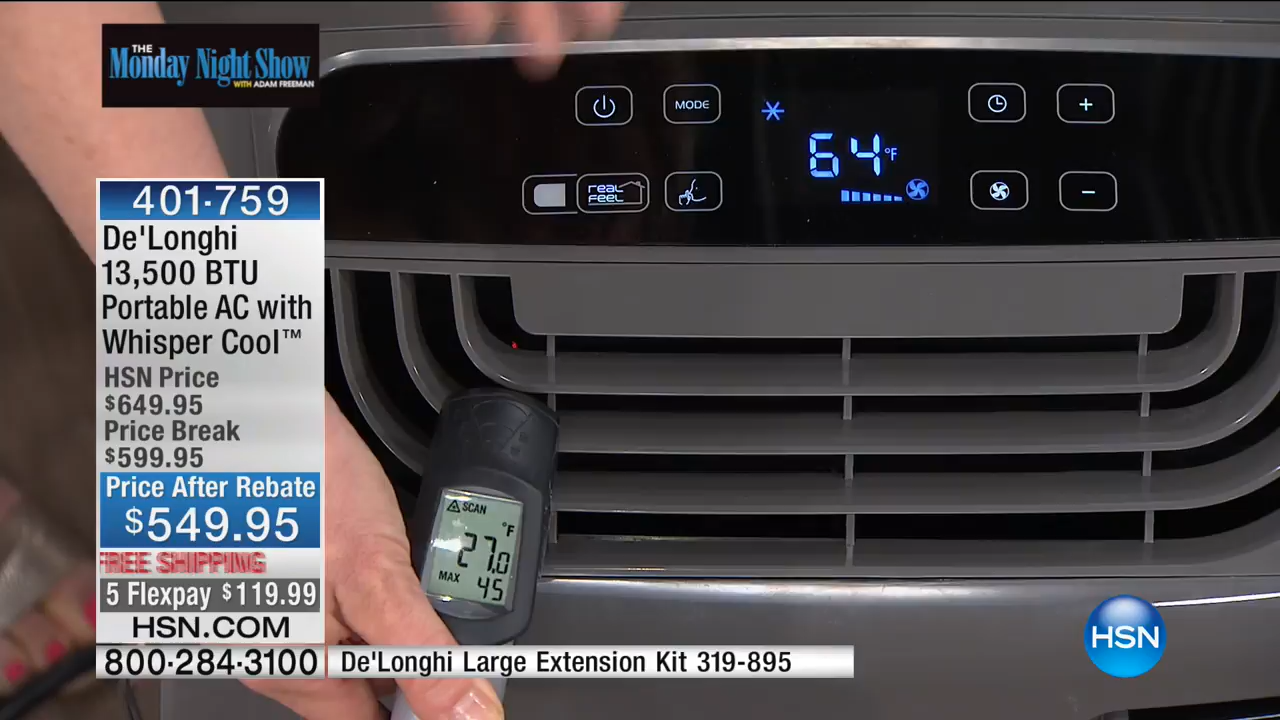 THE
Monday Night Show
WITH ADAM FREEMAN
401·759
De'Longhi
13,500 BTU
Portable AC with
Whisper Cool™
HSN Price
$649.95
Price Break
$599.95
Price After Rebate
$549.95
FREE SHIPPING
5 Flexpay $119.99
HSN.COM
800·284·3100
De'Longhi Large Extension Kit 319-895
MODE
64°F
real
FEEL
+
−
SCAN
°F
27.0
MAX 45
HSN